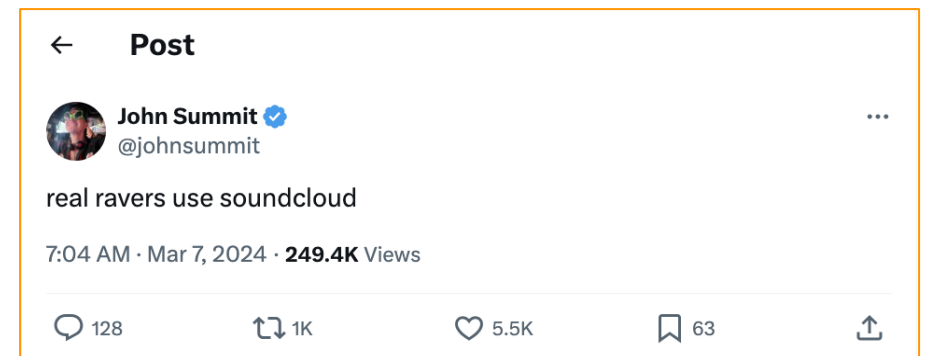 Post
John Summit
@johnsummit
real ravers use soundcloud
7:04 AM · Mar 7, 2024 · 249.4K Views
128 1K 5.5K 63